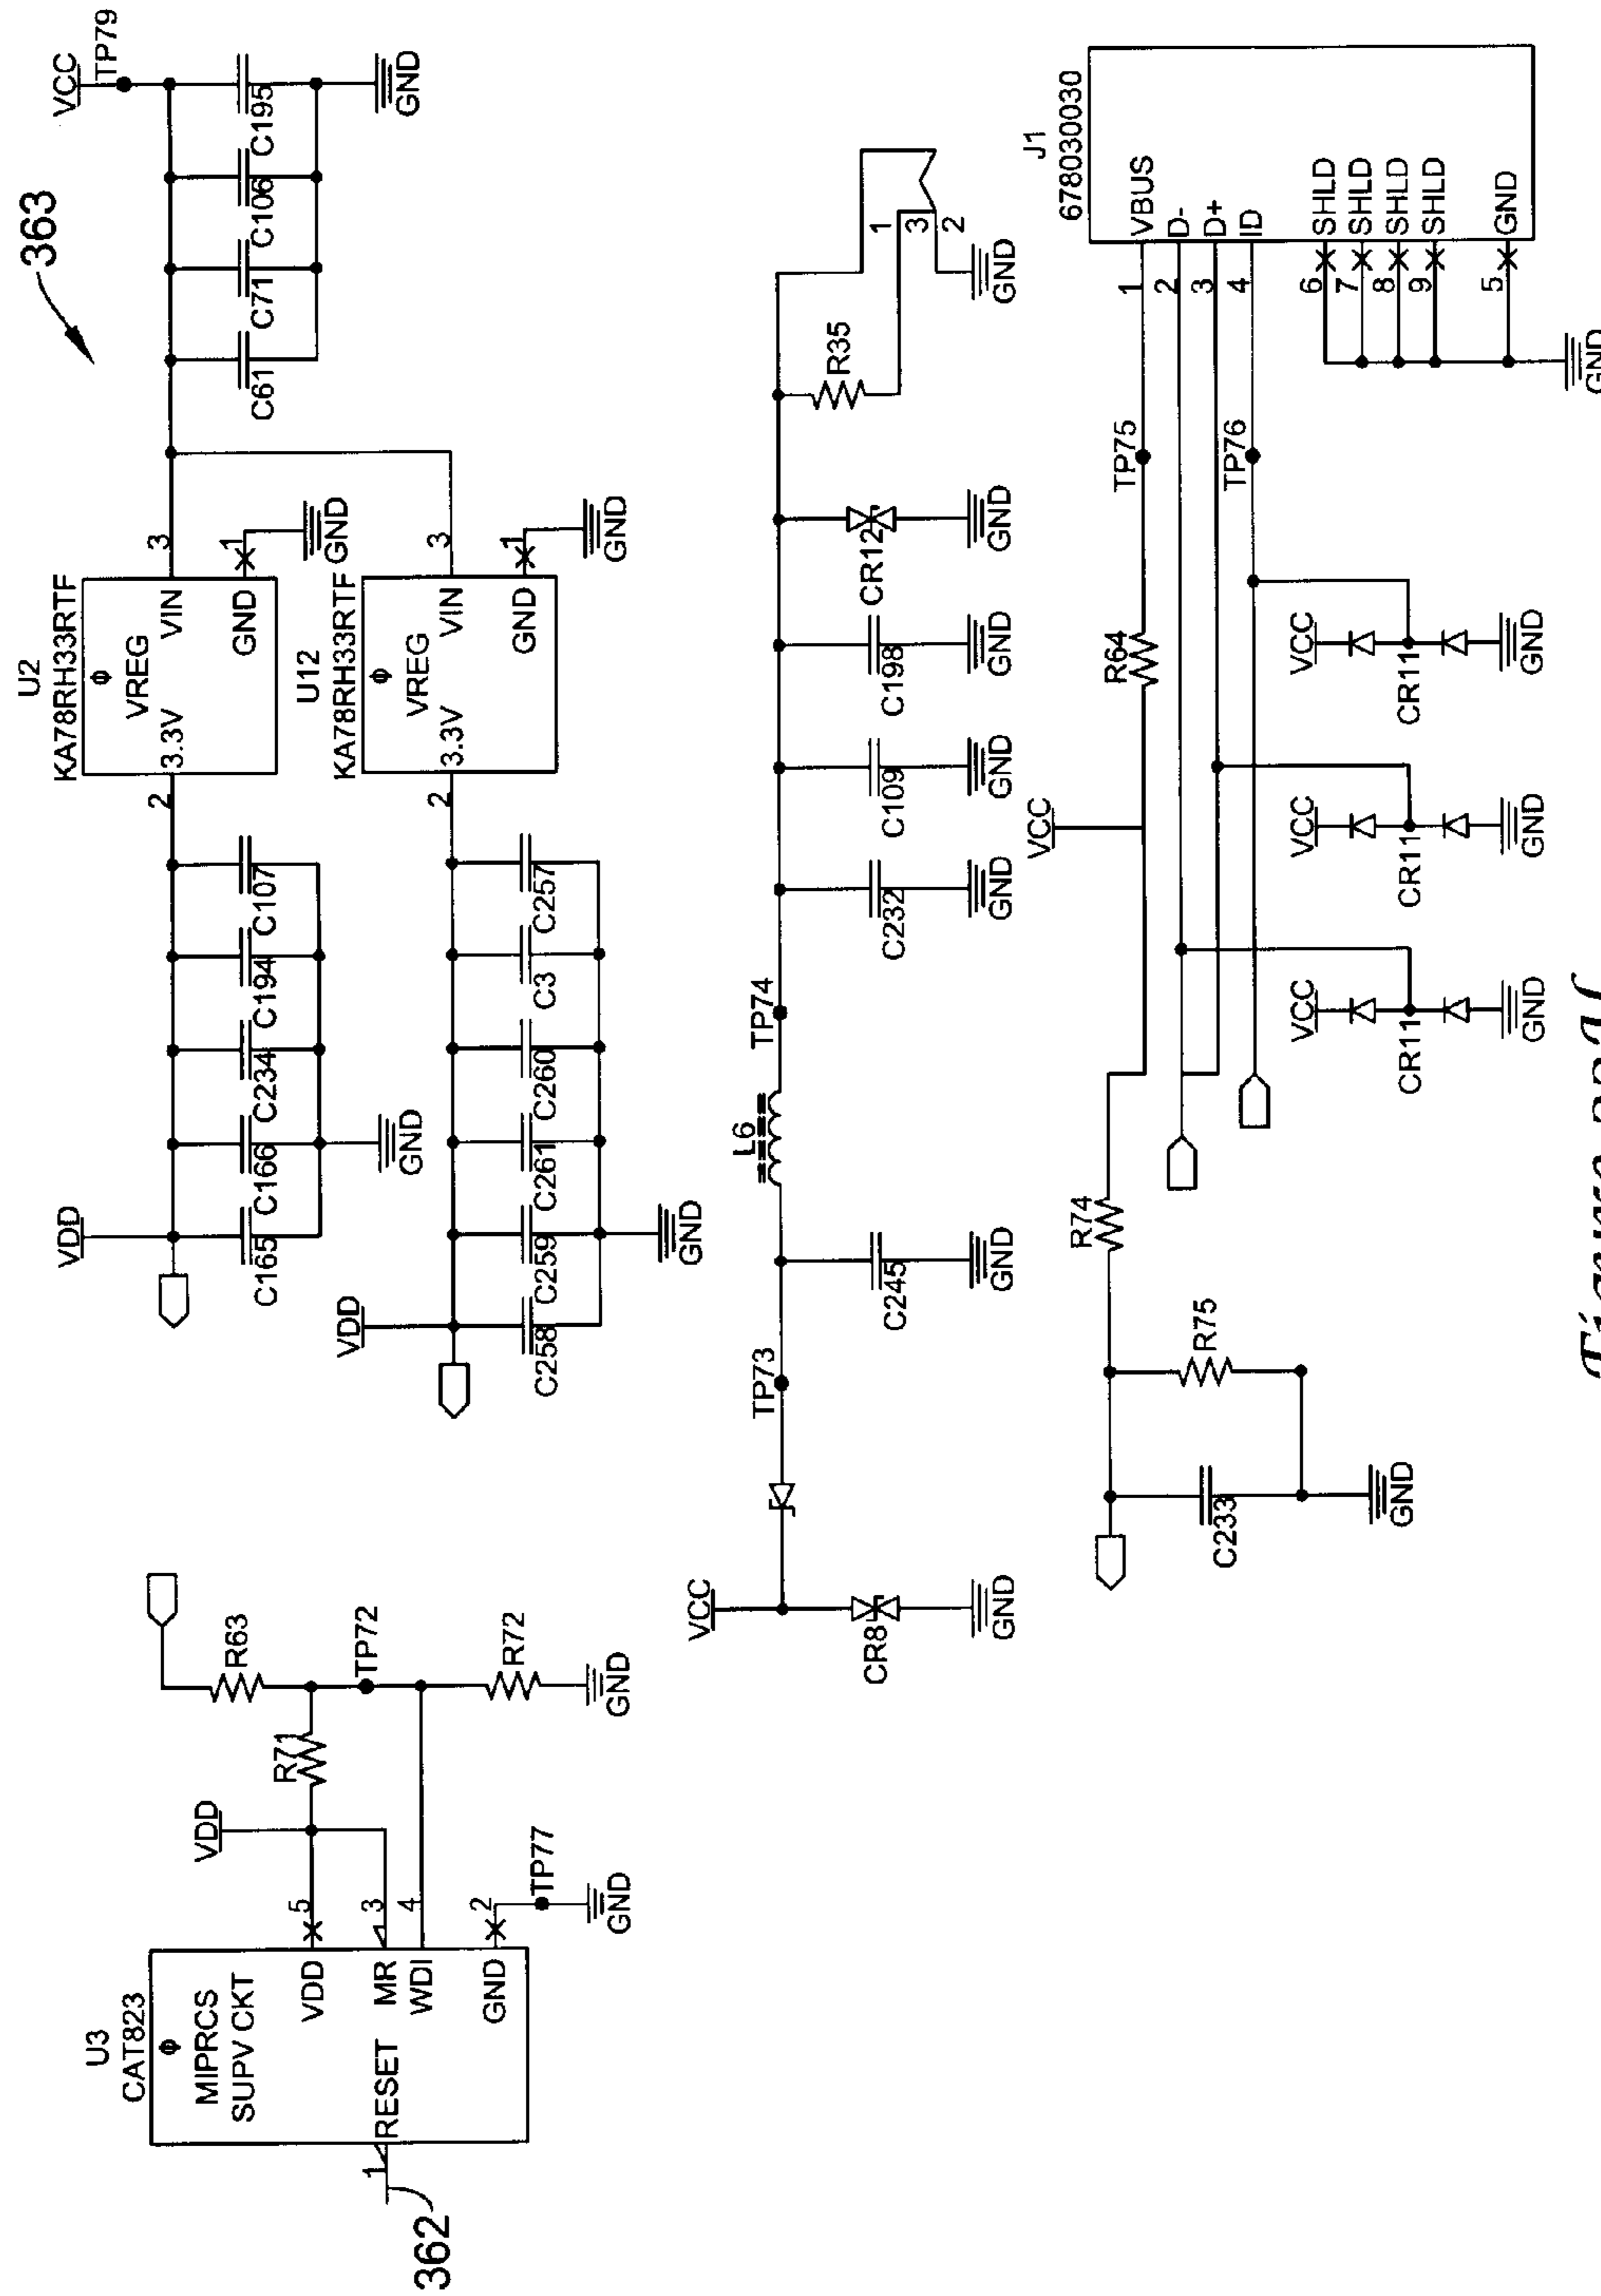 363
VCC
TP79
C61
C71
C106
C195
GND
U2
KA78RH33RTF
VREG
3.3V
VIN
GND
2
3
1
GND
VDD
C165
C166
C234
C194
C107
GND
U12
KA78RH33RTF
VREG
3.3V
VIN
GND
2
3
1
GND
VDD
C258
C259
C261
C260
C3
C257
GND
U3
CAT823
MIPRCS
SUPV CKT
VDD
MR
WDI
GND
RESET
1
5
3
4
2
362
VDD
R71
R63
TP72
R72
GND
TP77
GND
VCC
CR8
GND
TP73
C245
GND
L6
TP74
C232
GND
C109
GND
C198
GND
CR12
GND
R35
1
3
2
GND
J1
678030030
VBUS
D-
D+
ID
SHLD
SHLD
SHLD
SHLD
GND
1
2
3
4
6
7
8
9
5
GND
TP75
TP76
R64
VCC
R74
R75
C233
GND
VCC
CR11
GND
VCC
CR11
GND
VCC
CR11
GND